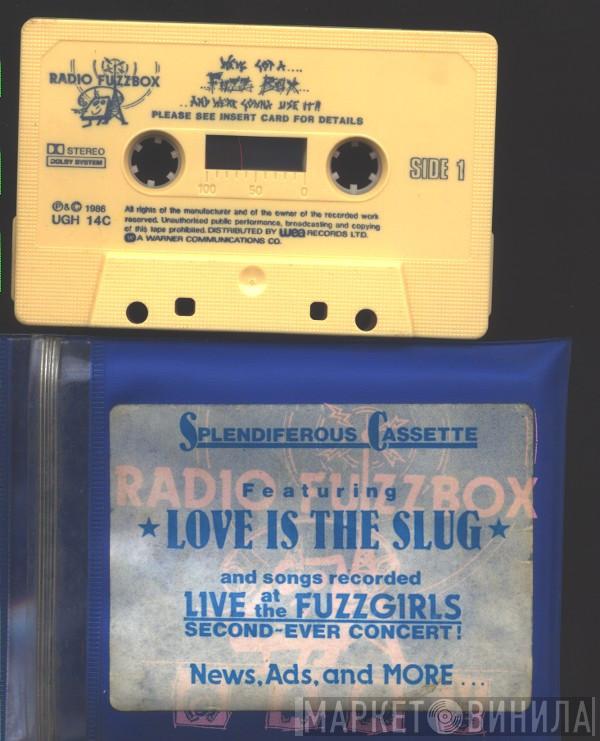 RADIO FUZZBOX
WE'VE GOT A....
FUZZ BOX
...AND WE'RE GONNA USE IT!!
PLEASE SEE INSERT CARD FOR DETAILS
STEREO
DOLBY SYSTEM
SIDE 1
100 50 0
℗&© 1986
UGH 14C
All rights of the manufacturer and of the owner of the recorded work
reserved. Unauthorised public performance, broadcasting and copying
of this tape prohibited. DISTRIBUTED BY wea RECORDS LTD.
A WARNER COMMUNICATIONS CO.
SPLENDIFEROUS CASSETTE
RADIO FUZZBOX
Featuring
★ LOVE IS THE SLUG ★
and songs recorded
LIVE at the FUZZGIRLS
SECOND-EVER CONCERT!
News, Ads, and MORE...
МАРКЕТ ВИНИЛА